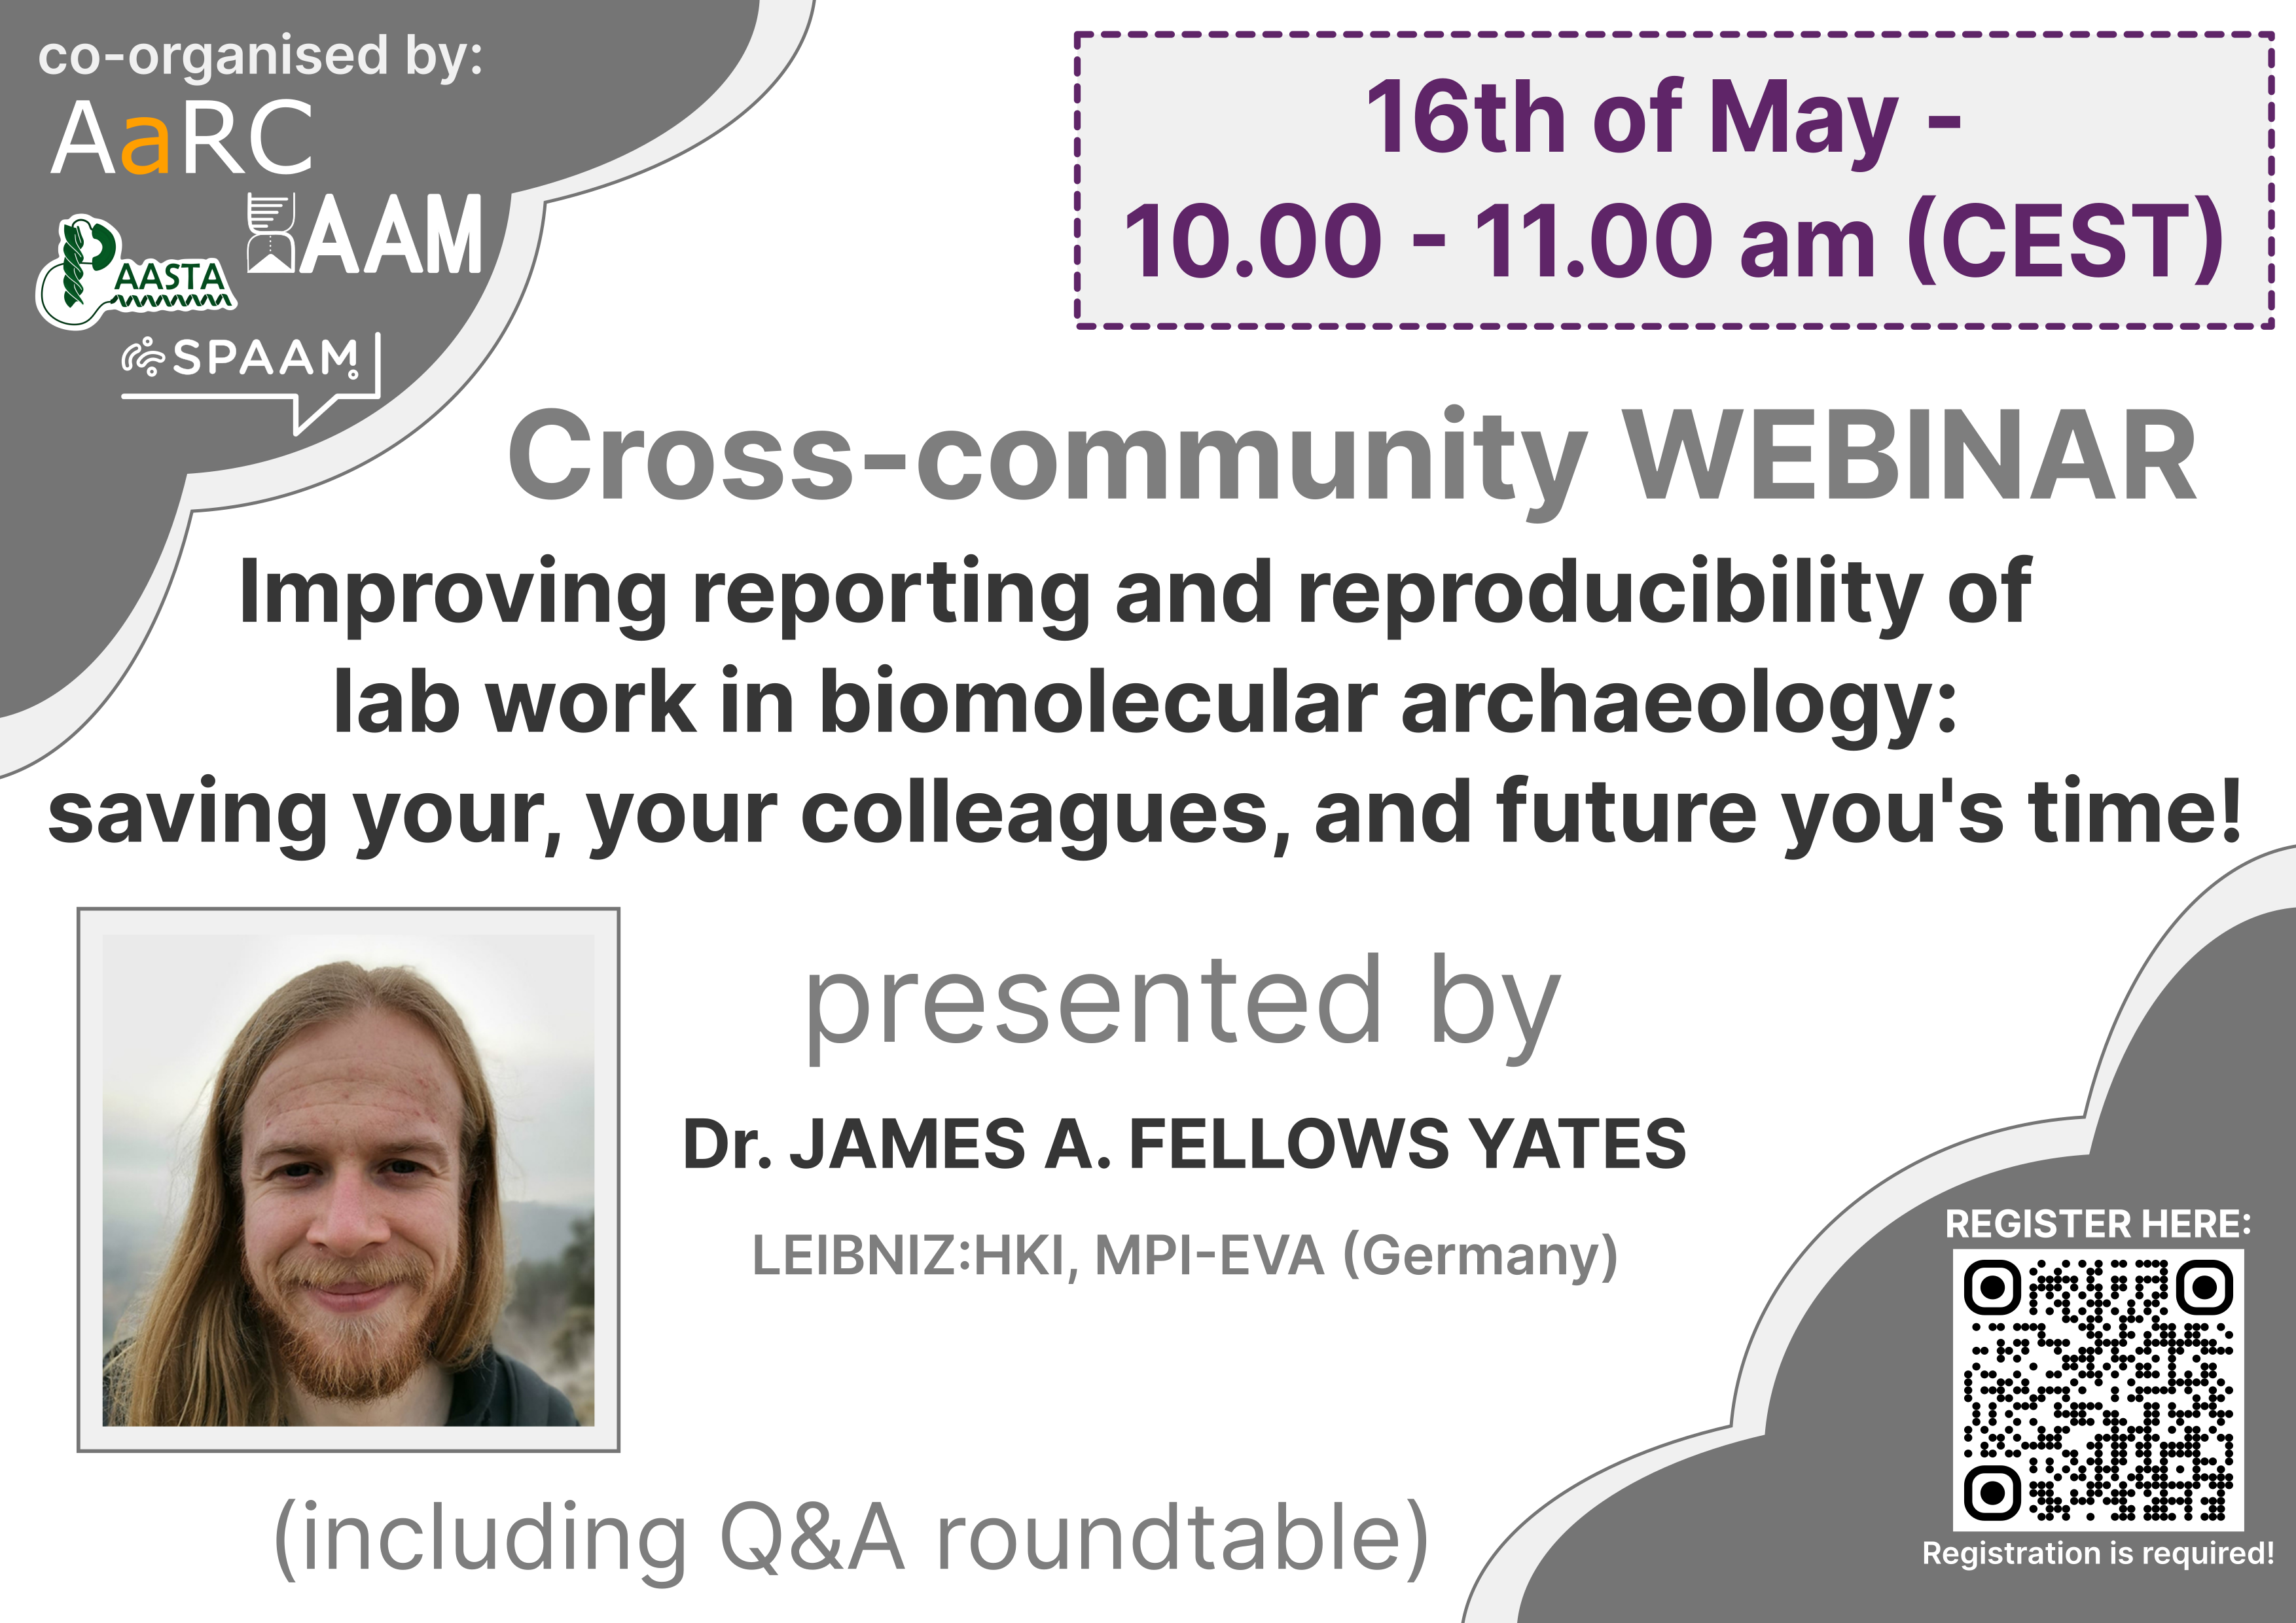 co-organised by:
AaRC
AAM
PAASTA
SPAAM
16th of May -
10.00 - 11.00 am (CEST)
Cross-community WEBINAR
Improving reporting and reproducibility of
lab work in biomolecular archaeology:
saving your, your colleagues, and future you's time!
presented by
Dr. JAMES A. FELLOWS YATES
LEIBNIZ:HKI, MPI-EVA (Germany)
(including Q&A roundtable)
REGISTER HERE:
Registration is required!